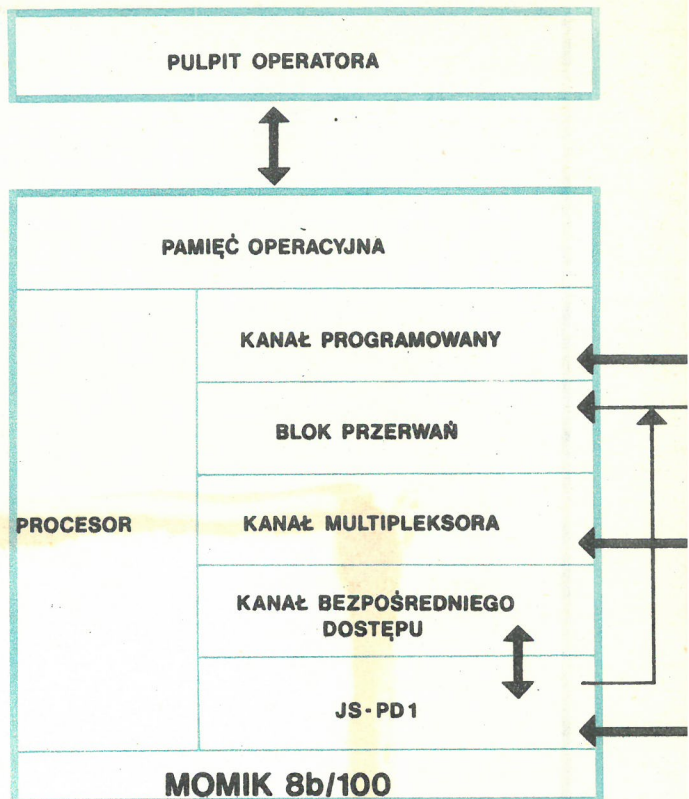 PULPIT OPERATORA
PAMIĘĆ OPERACYJNA
KANAŁ PROGRAMOWANY
BLOK PRZERWAŃ
PROCESOR
KANAŁ MULTIPLEKSORA
KANAŁ BEZPOŚREDNIEGO
DOSTĘPU
JS-PD1
MOMIK 8b/100